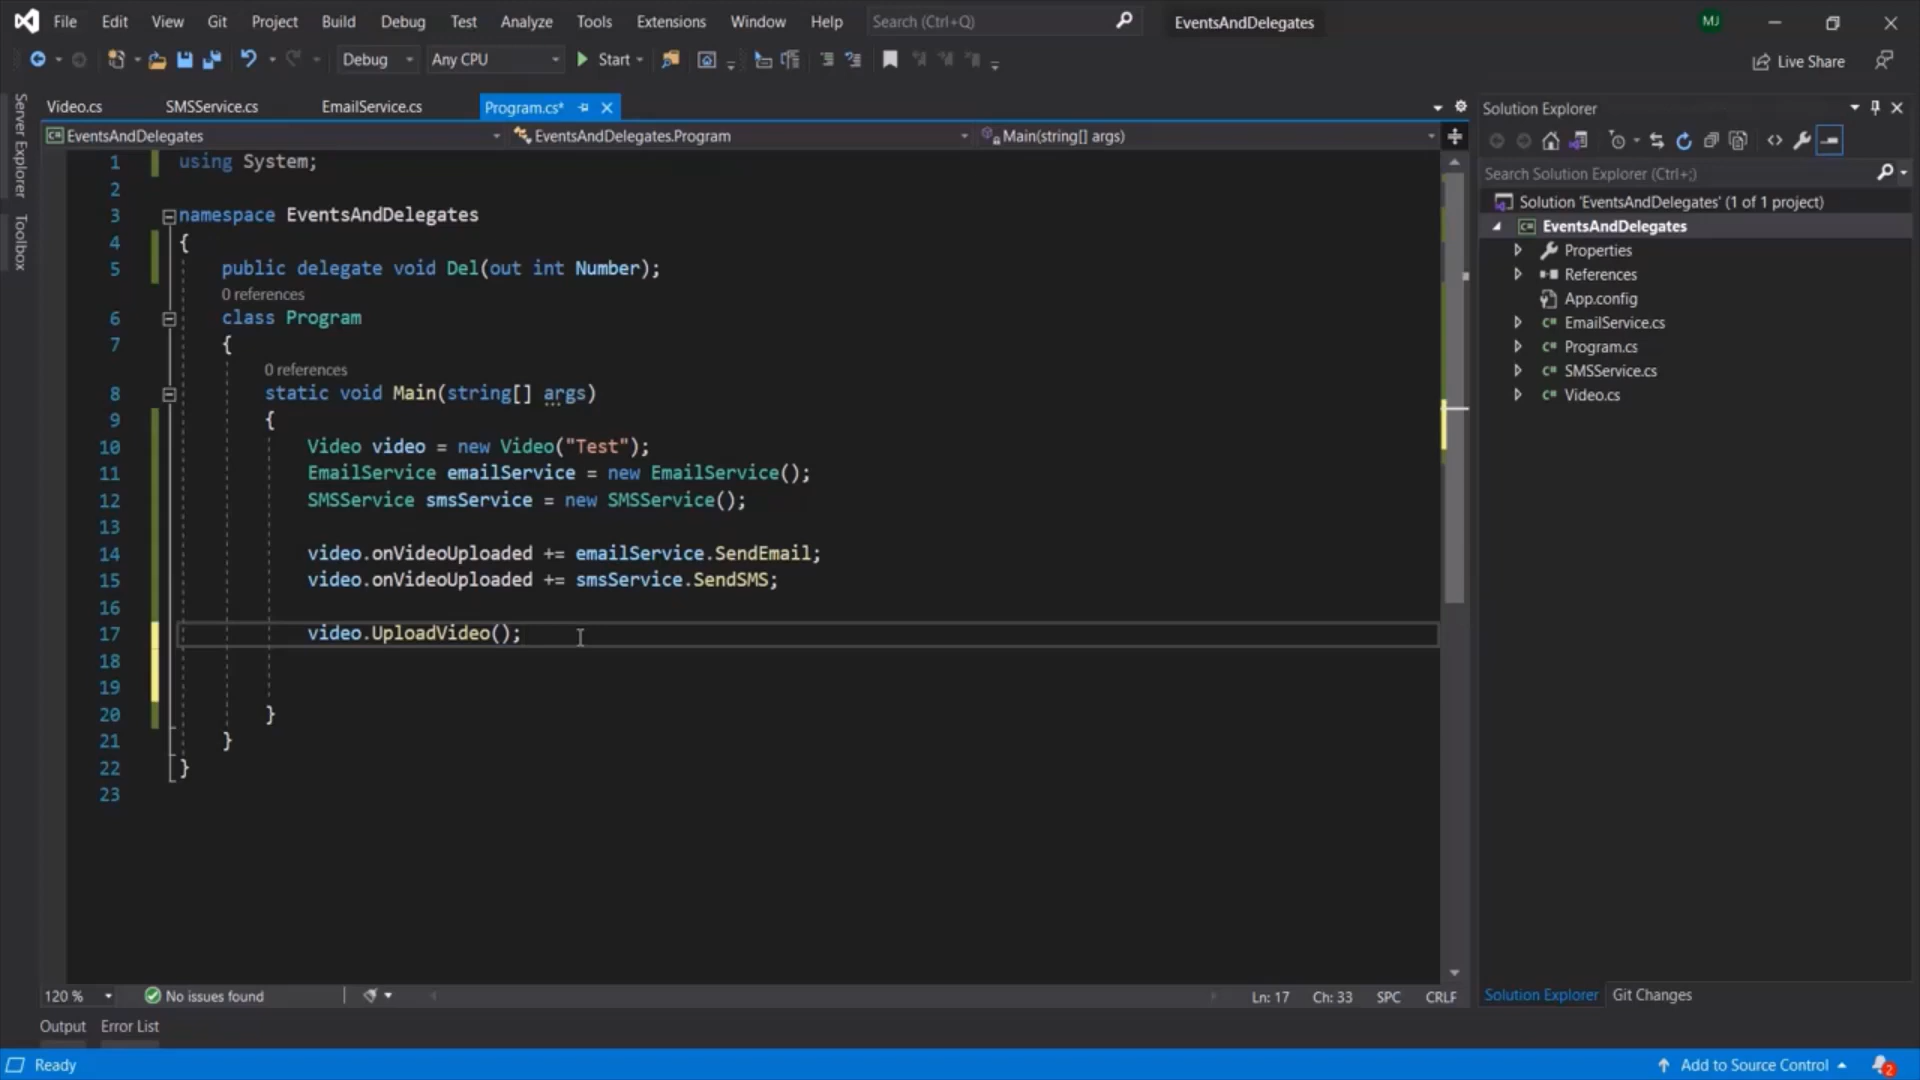 File Edit View Git Project Build Debug Test Analyze Tools Extensions Window Help Search (Ctrl+Q) EventsAndDelegates MJ
Debug Any CPU Start Live Share
Server Explorer
Toolbox
Video.cs SMSService.cs EmailService.cs Program.cs*
EventsAndDelegates EventsAndDelegates.Program Main(string[] args)
1 using System;
2
3 namespace EventsAndDelegates
4 {
5 public delegate void Del(out int Number);
0 references
6 class Program
7 {
0 references
8 static void Main(string[] args)
9 {
10 Video video = new Video("Test");
11 EmailService emailService = new EmailService();
12 SMSService smsService = new SMSService();
13
14 video.onVideoUploaded += emailService.SendEmail;
15 video.onVideoUploaded += smsService.SendSMS;
16
17 video.UploadVideo();
18
19
20 }
21 }
22 }
23
120 % No issues found Ln: 17 Ch: 33 SPC CRLF
Output Error List
Solution Explorer
Search Solution Explorer (Ctrl+;)
Solution 'EventsAndDelegates' (1 of 1 project)
EventsAndDelegates
Properties
References
App.config
C# EmailService.cs
C# Program.cs
C# SMSService.cs
C# Video.cs
Solution Explorer Git Changes
Ready Add to Source Control 2